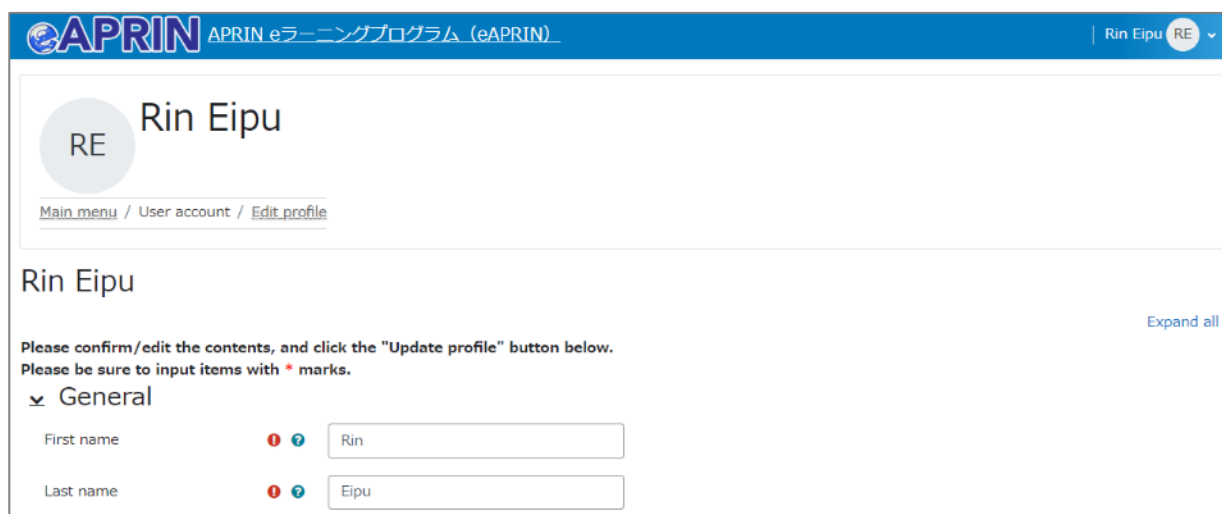 eAPRIN APRIN eラーニングプログラム（eAPRIN） Rin Eipu RE
RE
Rin Eipu
Main menu / User account / Edit profile
Rin Eipu
Expand all
Please confirm/edit the contents, and click the "Update profile" button below.
Please be sure to input items with * marks.
General
First name ! ? Rin
Last name ! ? Eipu